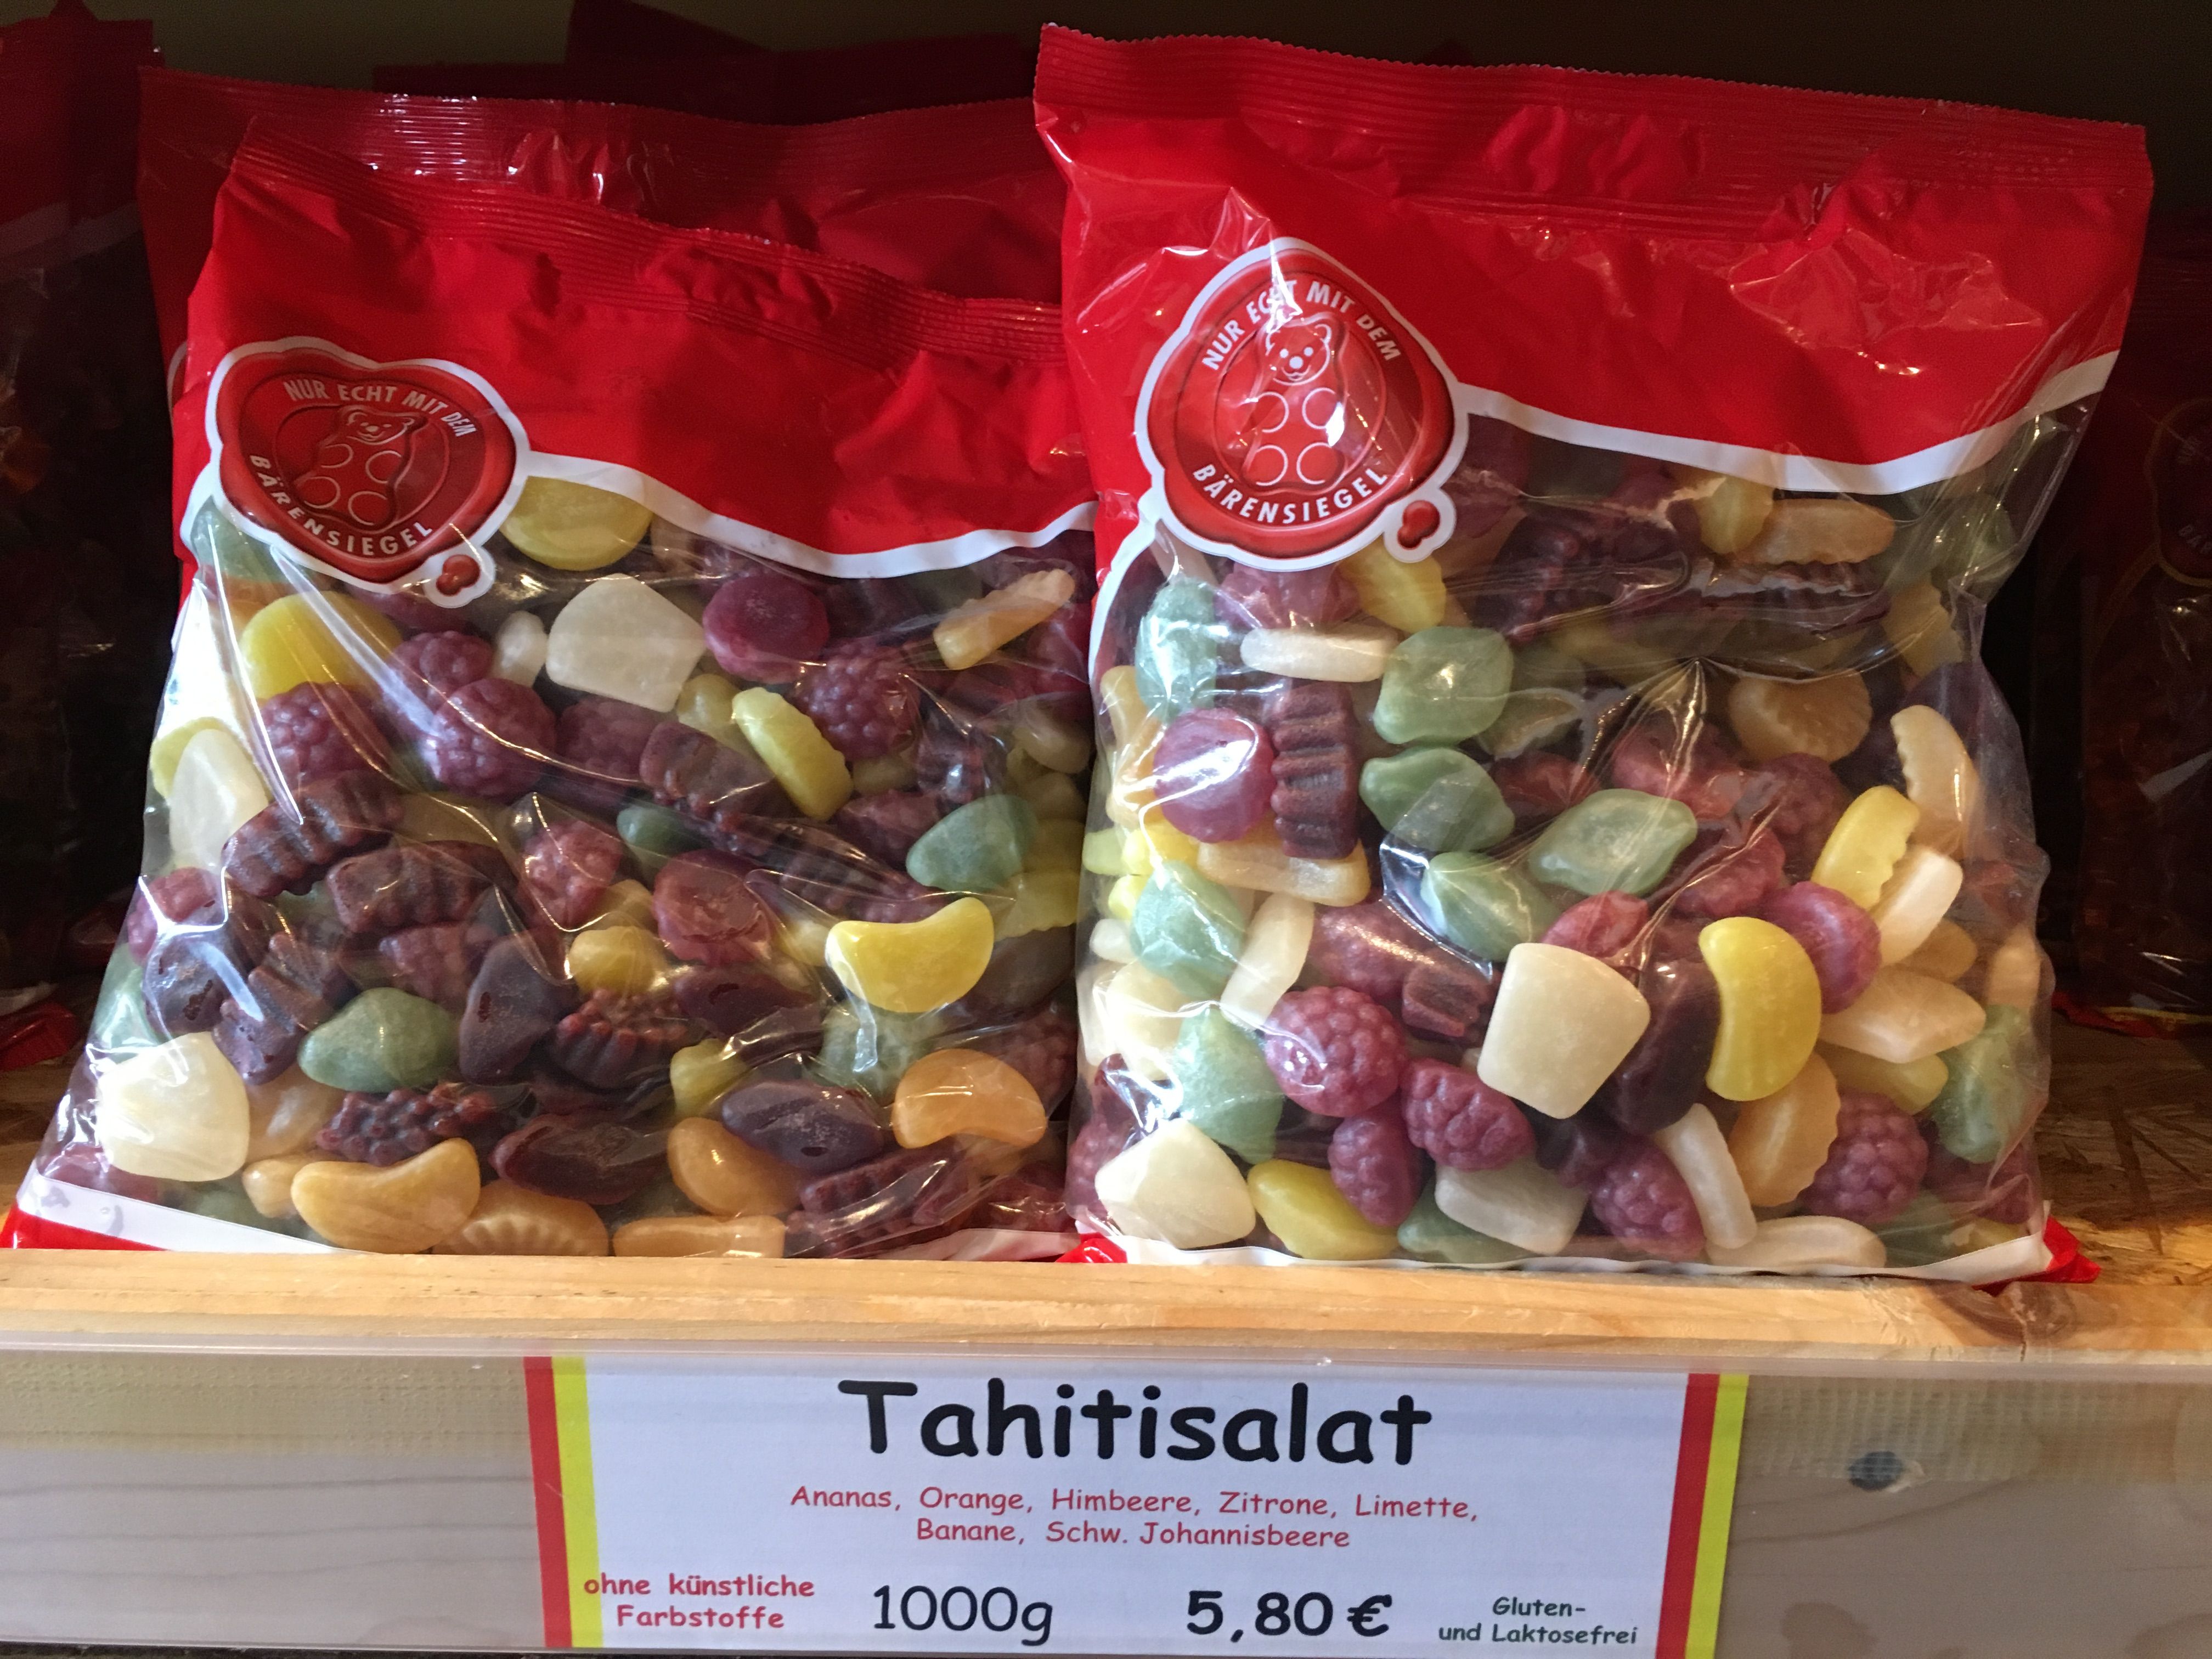 NUR ECHT MIT DEM
BÄRENSIEGEL
NUR ECHT MIT DEM
BÄRENSIEGEL
Tahitisalat
Ananas, Orange, Himbeere, Zitrone, Limette,
Banane, Schw. Johannisbeere
ohne künstliche
Farbstoffe
1000g
5,80 €
Gluten-
und Laktosefrei